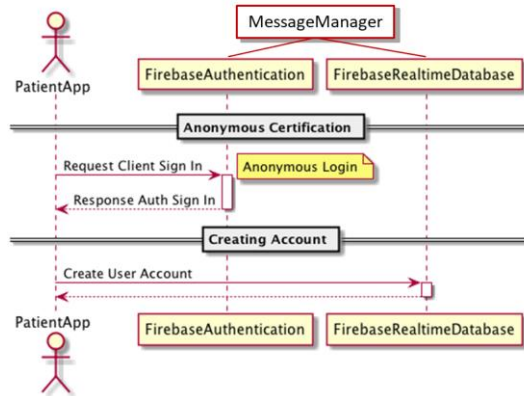 MessageManager
PatientApp
FirebaseAuthentication
FirebaseRealtimeDatabase
Anonymous Certification
Request Client Sign In
Anonymous Login
Response Auth Sign In
Creating Account
Create User Account
PatientApp
FirebaseAuthentication
FirebaseRealtimeDatabase